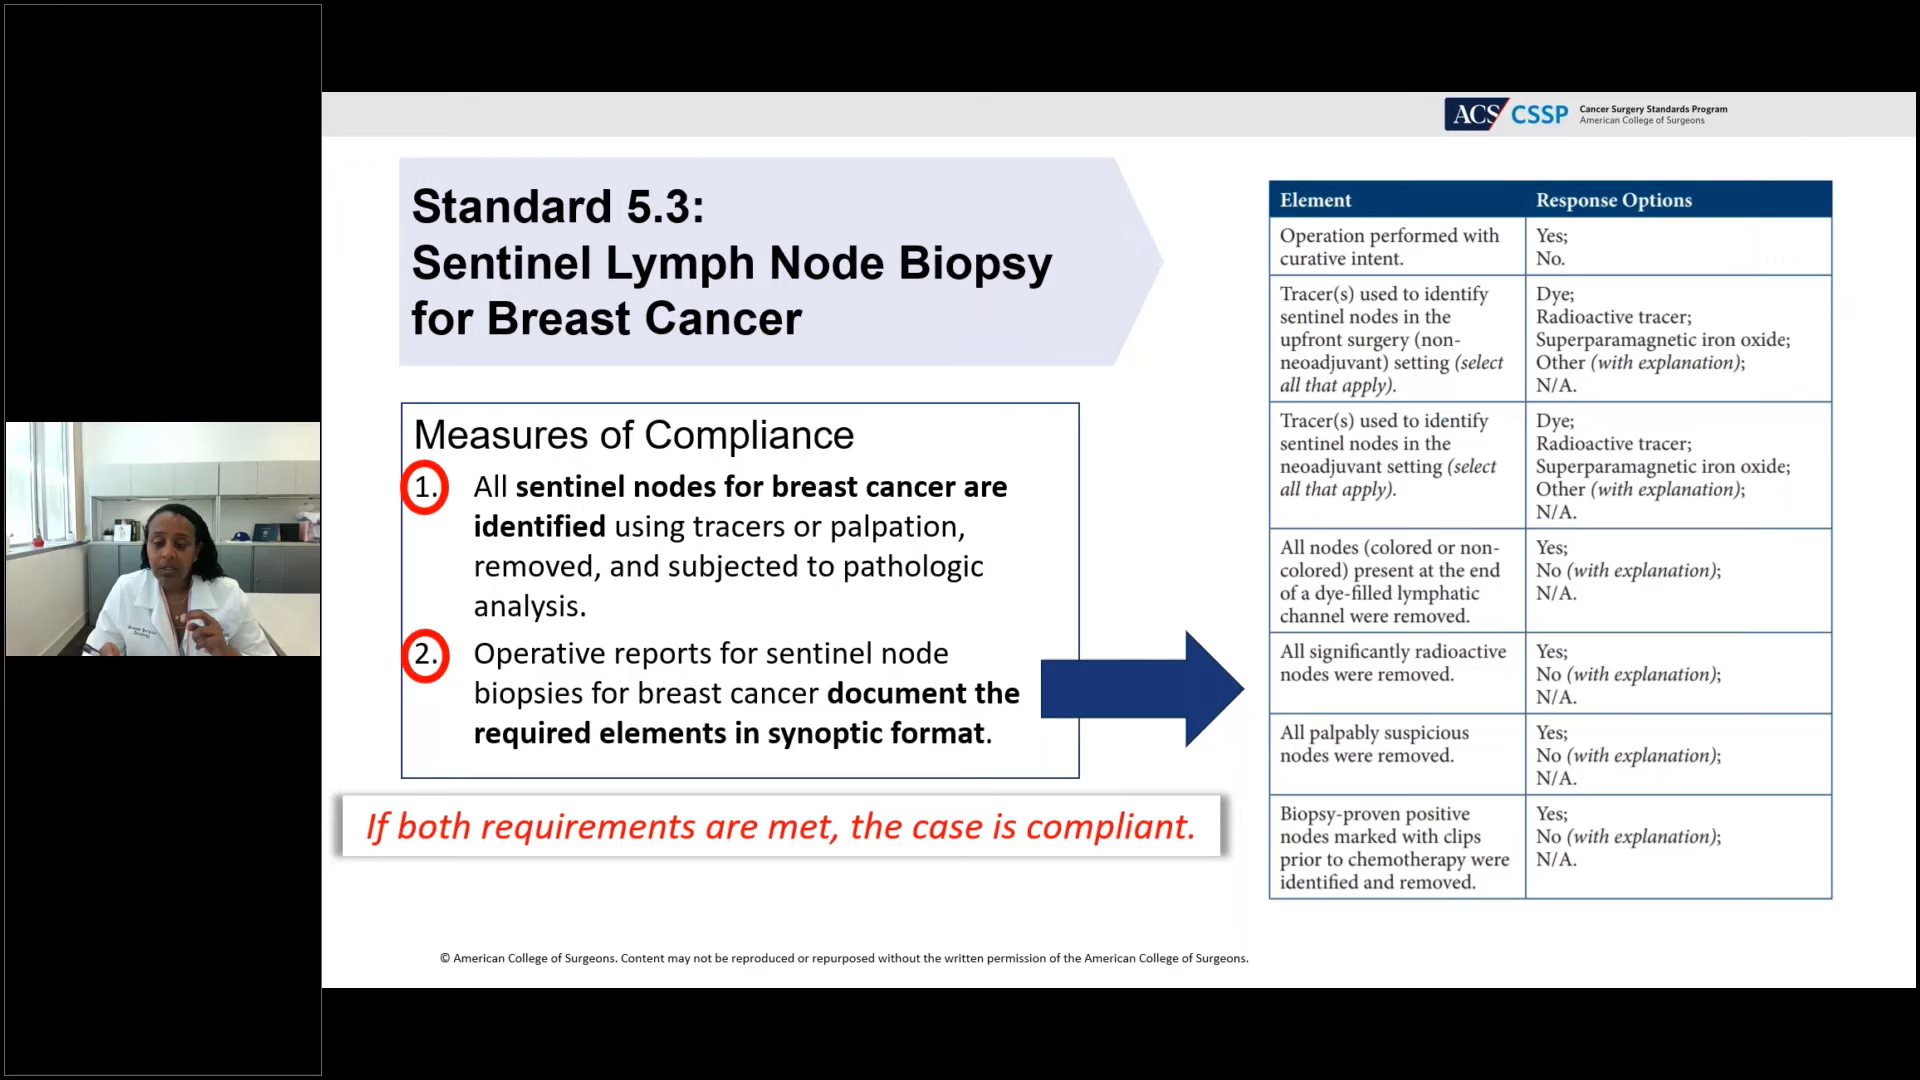 ACS CSSP Cancer Surgery Standards Program
American College of Surgeons
Standard 5.3:
Sentinel Lymph Node Biopsy
for Breast Cancer
Measures of Compliance
1. All sentinel nodes for breast cancer are
identified using tracers or palpation,
removed, and subjected to pathologic
analysis.
2. Operative reports for sentinel node
biopsies for breast cancer document the
required elements in synoptic format.
If both requirements are met, the case is compliant.
Element
Response Options
Operation performed with
curative intent.
Yes;
No.
Tracer(s) used to identify
sentinel nodes in the
upfront surgery (non-
neoadjuvant) setting (select
all that apply).
Dye;
Radioactive tracer;
Superparamagnetic iron oxide;
Other (with explanation);
N/A.
Tracer(s) used to identify
sentinel nodes in the
neoadjuvant setting (select
all that apply).
Dye;
Radioactive tracer;
Superparamagnetic iron oxide;
Other (with explanation);
N/A.
All nodes (colored or non-
colored) present at the end
of a dye-filled lymphatic
channel were removed.
Yes;
No (with explanation);
N/A.
All significantly radioactive
nodes were removed.
Yes;
No (with explanation);
N/A.
All palpably suspicious
nodes were removed.
Yes;
No (with explanation);
N/A.
Biopsy-proven positive
nodes marked with clips
prior to chemotherapy were
identified and removed.
Yes;
No (with explanation);
N/A.
© American College of Surgeons. Content may not be reproduced or repurposed without the written permission of the American College of Surgeons.